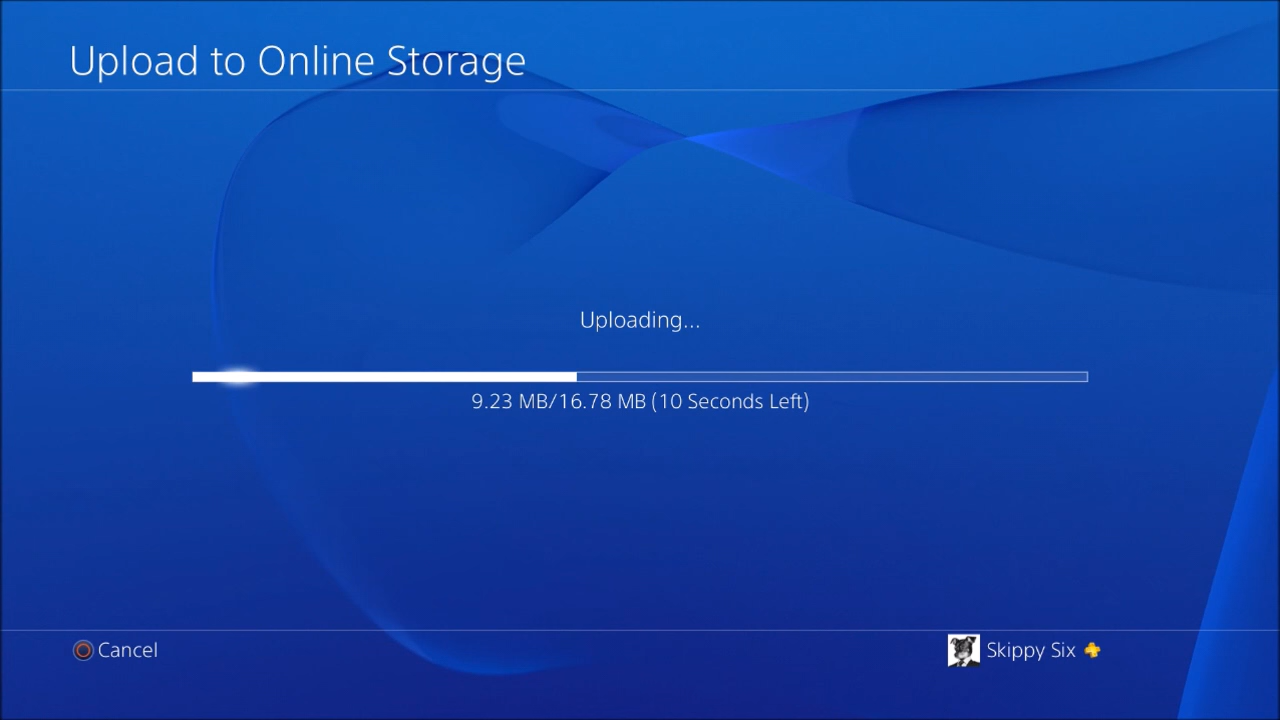 Upload to Online Storage
Uploading...
9.23 MB/16.78 MB (10 Seconds Left)
Cancel
Skippy Six